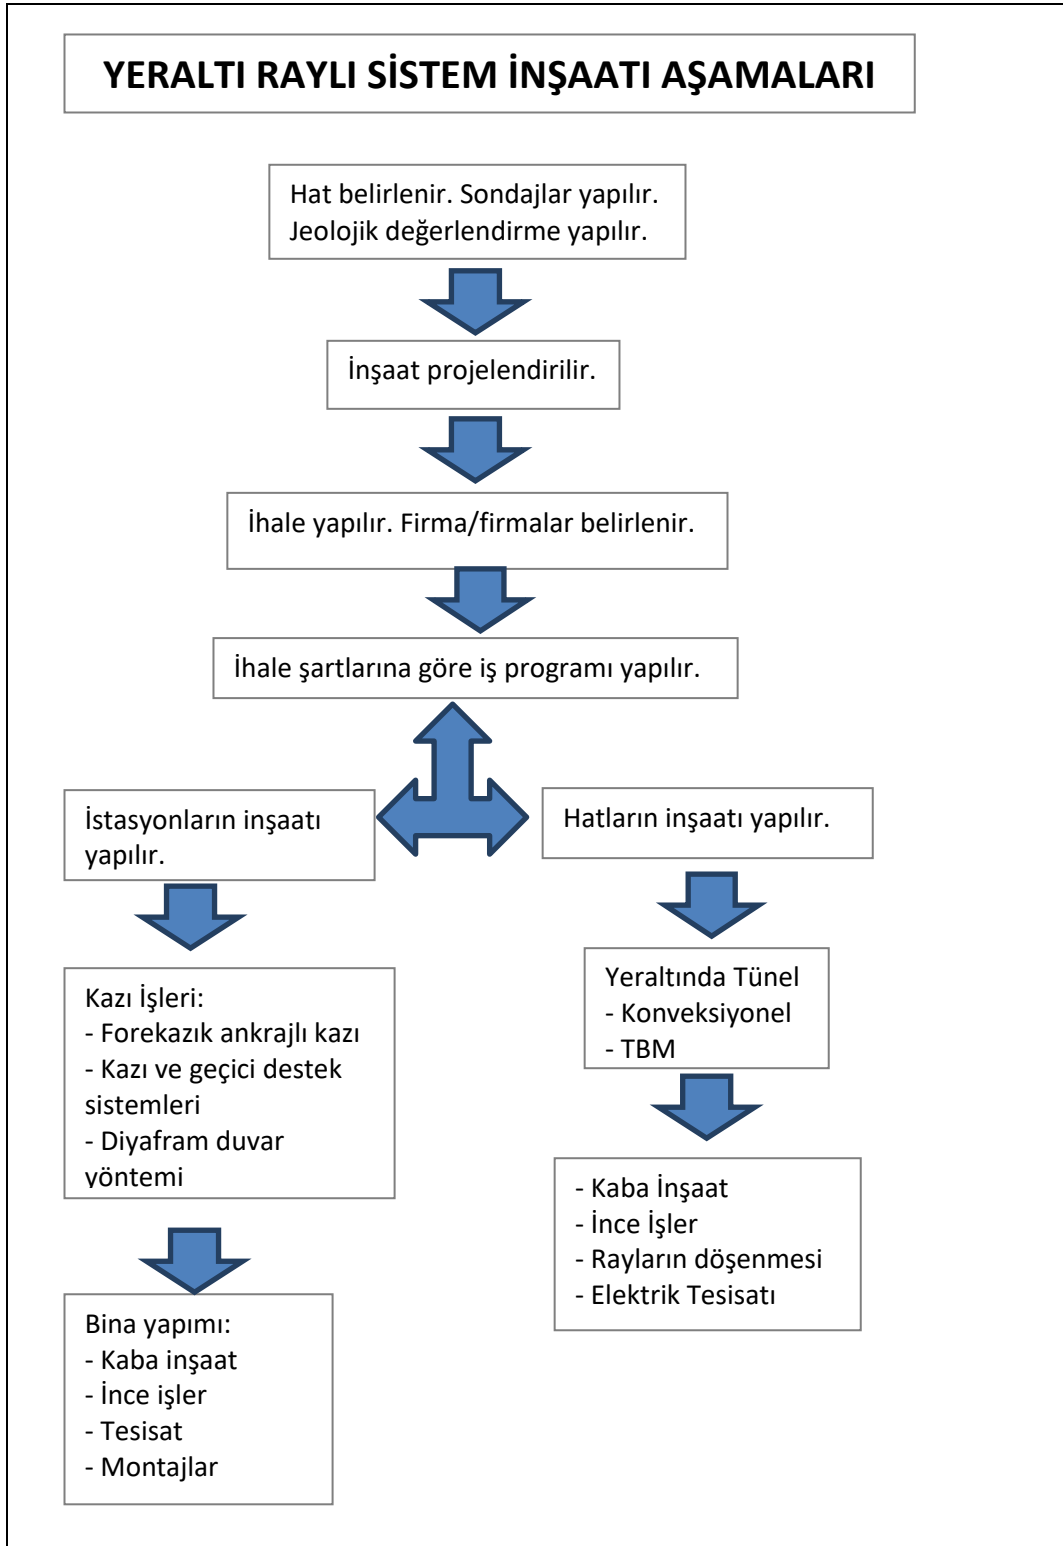 YERALTI RAYLI SİSTEM İNŞAATI AŞAMALARI
Hat belirlenir. Sondajlar yapılır.
Jeolojik değerlendirme yapılır.
İnşaat projelendirilir.
İhale yapılır. Firma/firmalar belirlenir.
İhale şartlarına göre iş programı yapılır.
İstasyonların inşaatı
yapılır.
Kazı İşleri:
- Forekazık ankrajlı kazı
- Kazı ve geçici destek
sistemleri
- Diyafram duvar
yöntemi
Bina yapımı:
- Kaba inşaat
- İnce işler
- Tesisat
- Montajlar
Hatların inşaatı yapılır.
Yeraltında Tünel
- Konveksiyonel
- TBM
- Kaba İnşaat
- İnce İşler
- Rayların döşenmesi
- Elektrik Tesisatı